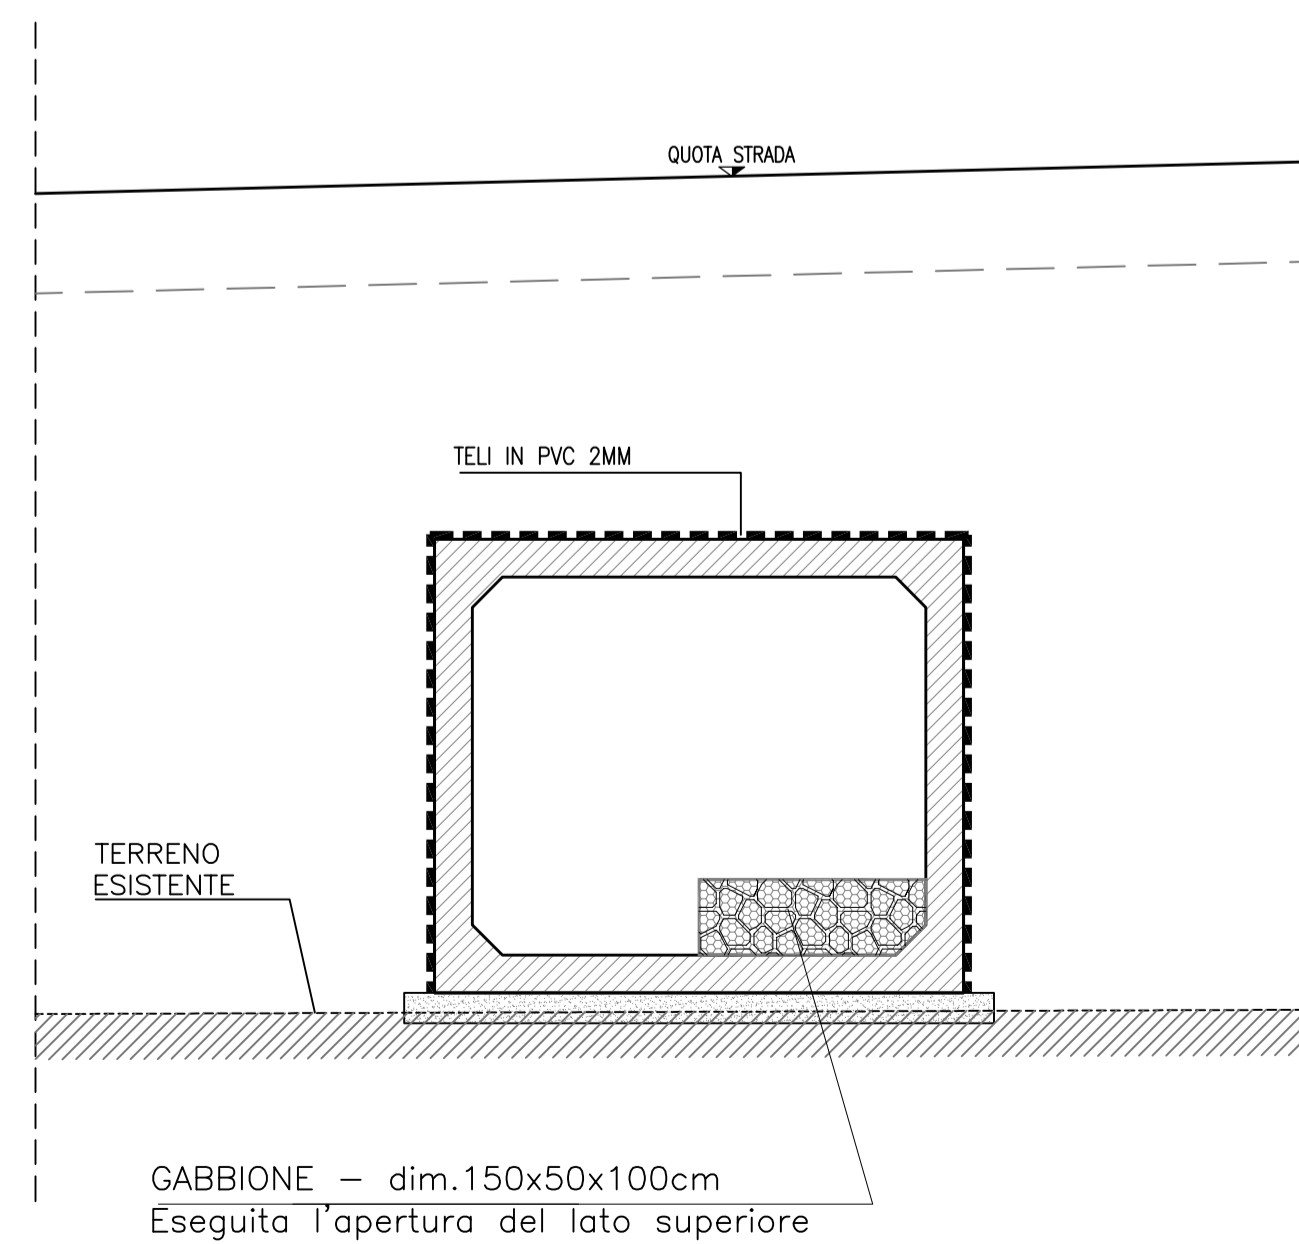 QUOTA STRADA
TELI IN PVC 2MM
TERRENO
ESISTENTE
GABBIONE – dim.150x50x100cm
Eseguita l'apertura del lato superiore